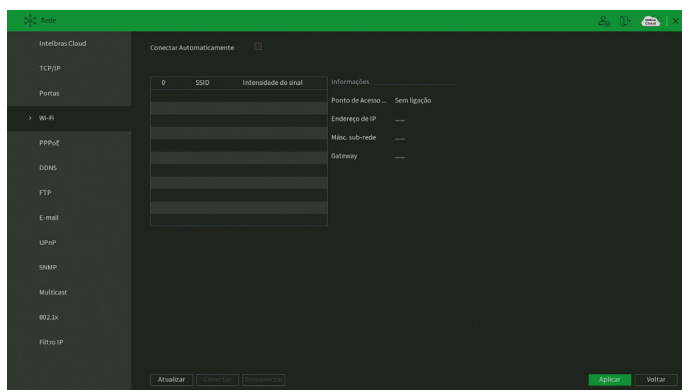 Rede
Intelbras Cloud
TCP/IP
Portas
> Wi-Fi
PPPoE
DDNS
FTP
E-mail
UPnP
SNMP
Multicast
802.1x
Filtro IP
Conectar Automaticamente
0 SSID Intensidade do sinal
Informações
Ponto de Acesso ... Sem ligação
Endereço de IP ----
Másc. sub-rede ----
Gateway ----
Atualizar Conectar Desconectar
Aplicar Voltar